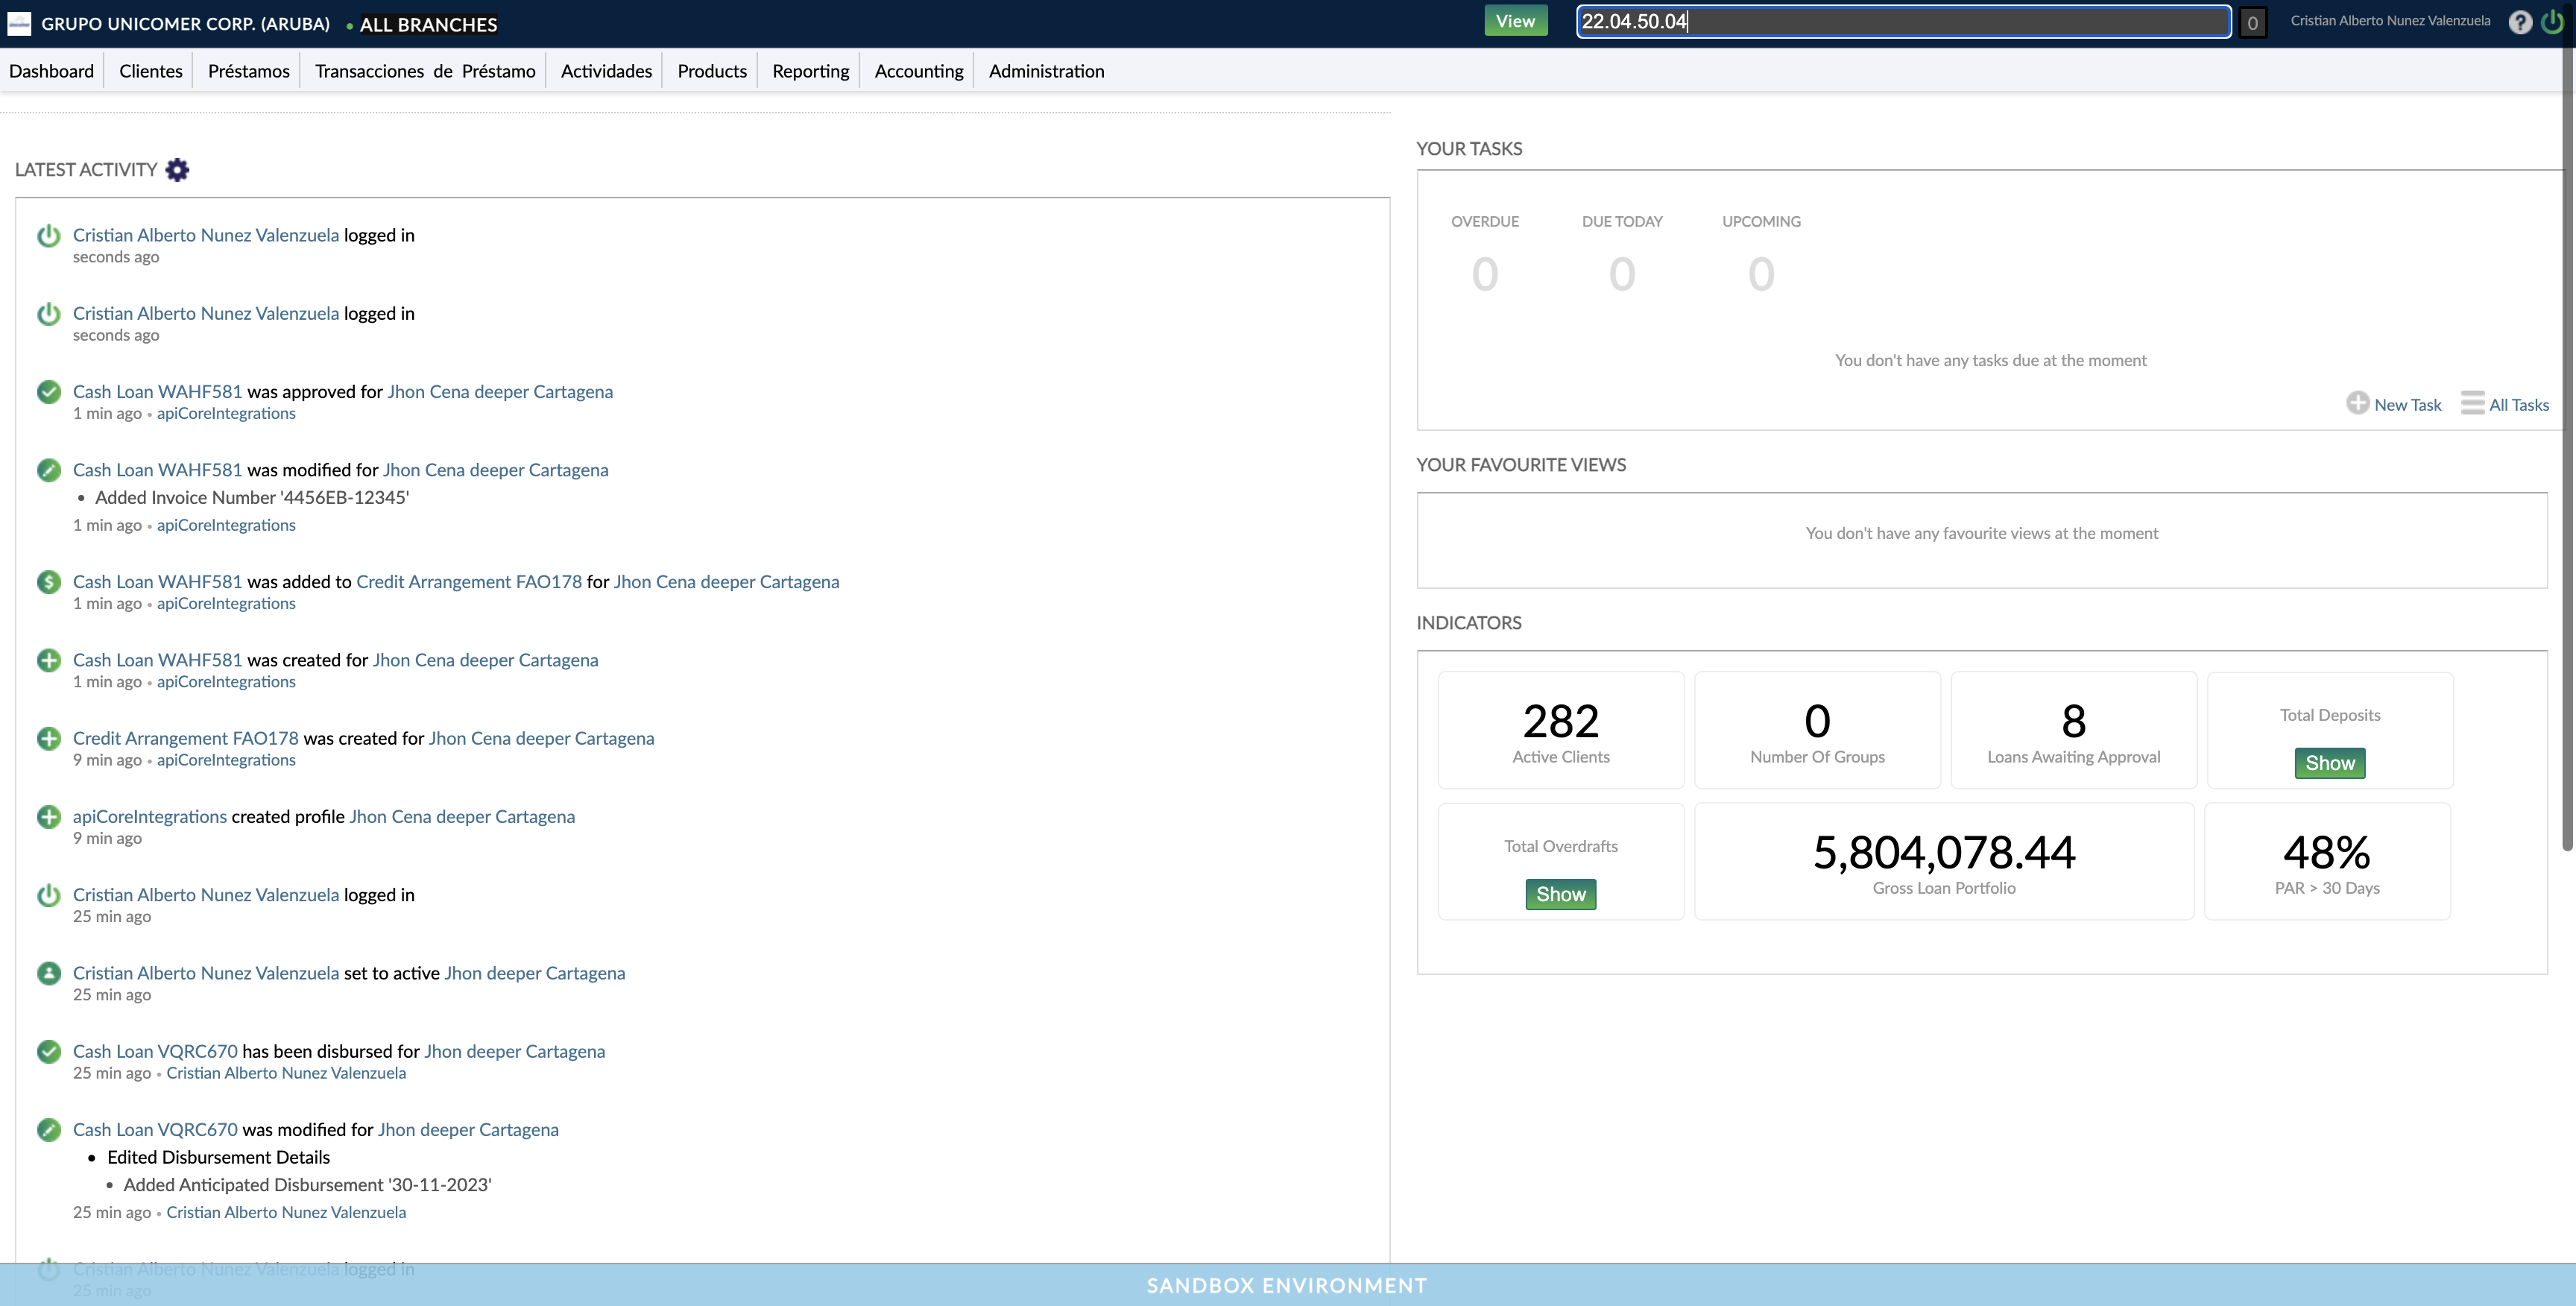 GRUPO UNICOMER CORP. (ARUBA) • ALL BRANCHES
View
22.04.50.04
0
Cristian Alberto Nunez Valenzuela
?
Dashboard Clientes Préstamos Transacciones de Préstamo Actividades Products Reporting Accounting Administration
LATEST ACTIVITY
Cristian Alberto Nunez Valenzuela logged in
seconds ago
Cristian Alberto Nunez Valenzuela logged in
seconds ago
Cash Loan WAHF581 was approved for Jhon Cena deeper Cartagena
1 min ago • apiCoreIntegrations
Cash Loan WAHF581 was modified for Jhon Cena deeper Cartagena
• Added Invoice Number '4456EB-12345'
1 min ago • apiCoreIntegrations
Cash Loan WAHF581 was added to Credit Arrangement FAO178 for Jhon Cena deeper Cartagena
1 min ago • apiCoreIntegrations
Cash Loan WAHF581 was created for Jhon Cena deeper Cartagena
1 min ago • apiCoreIntegrations
Credit Arrangement FAO178 was created for Jhon Cena deeper Cartagena
9 min ago • apiCoreIntegrations
apiCoreIntegrations created profile Jhon Cena deeper Cartagena
9 min ago
Cristian Alberto Nunez Valenzuela logged in
25 min ago
Cristian Alberto Nunez Valenzuela set to active Jhon deeper Cartagena
25 min ago
Cash Loan VQRC670 has been disbursed for Jhon deeper Cartagena
25 min ago • Cristian Alberto Nunez Valenzuela
Cash Loan VQRC670 was modified for Jhon deeper Cartagena
• Edited Disbursement Details
• Added Anticipated Disbursement '30-11-2023'
25 min ago • Cristian Alberto Nunez Valenzuela
Cristian Alberto Nunez Valenzuela logged in
25 min ago
YOUR TASKS
OVERDUE DUE TODAY UPCOMING
0 0 0
You don't have any tasks due at the moment
New Task All Tasks
YOUR FAVOURITE VIEWS
You don't have any favourite views at the moment
INDICATORS
282
Active Clients
0
Number Of Groups
8
Loans Awaiting Approval
Total Deposits
Show
Total Overdrafts
Show
5,804,078.44
Gross Loan Portfolio
48%
PAR > 30 Days
SANDBOX ENVIRONMENT